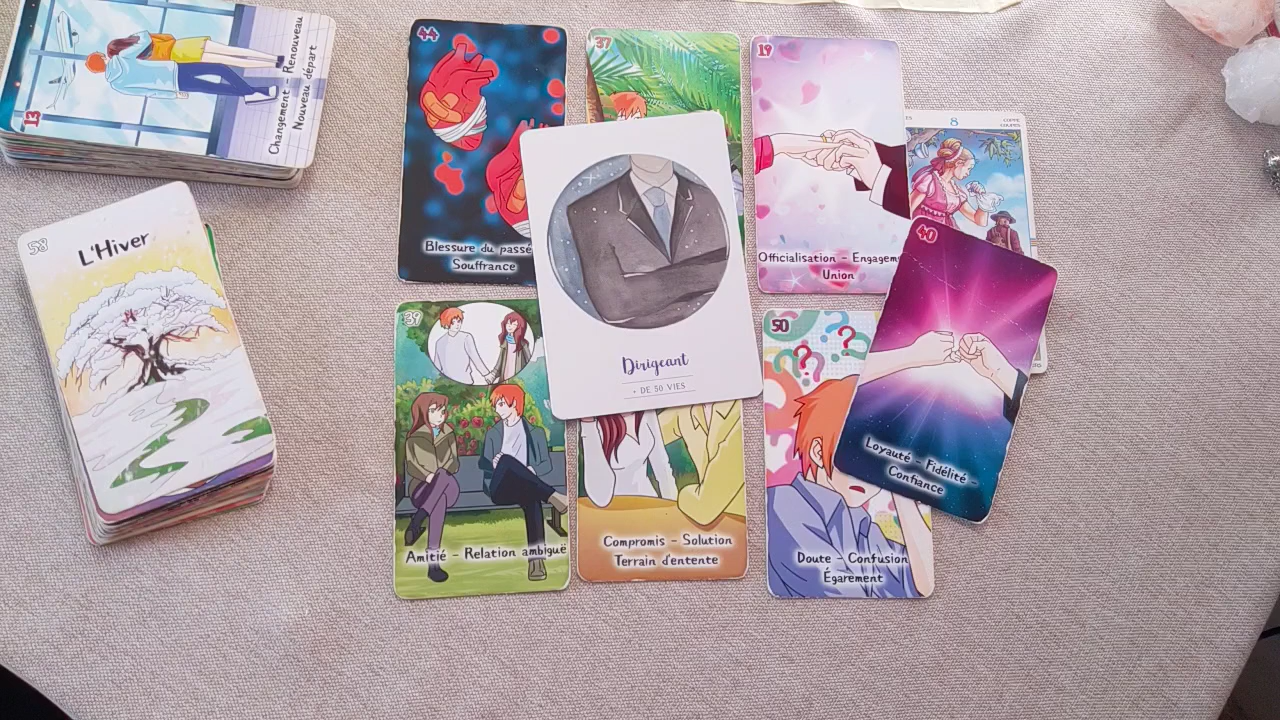 13
Changement - Renouveau
Nouveau départ
58
L'Hiver
44
Blessure du passé
Souffrance
37
19
Officialisation - Engagem
Union
8
COPPE
COUPES
40
Loyauté - Fidélité -
Confiance
Dirigeant
+ DE 50 VIES
39
Amitié - Relation ambiguë
Compromis - Solution
Terrain d'entente
50
Doute - Confusion
Égarement